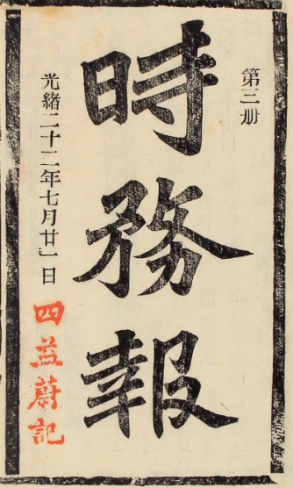 第三册
時務報
光緒二十二年七月廿一日
四益蔚記